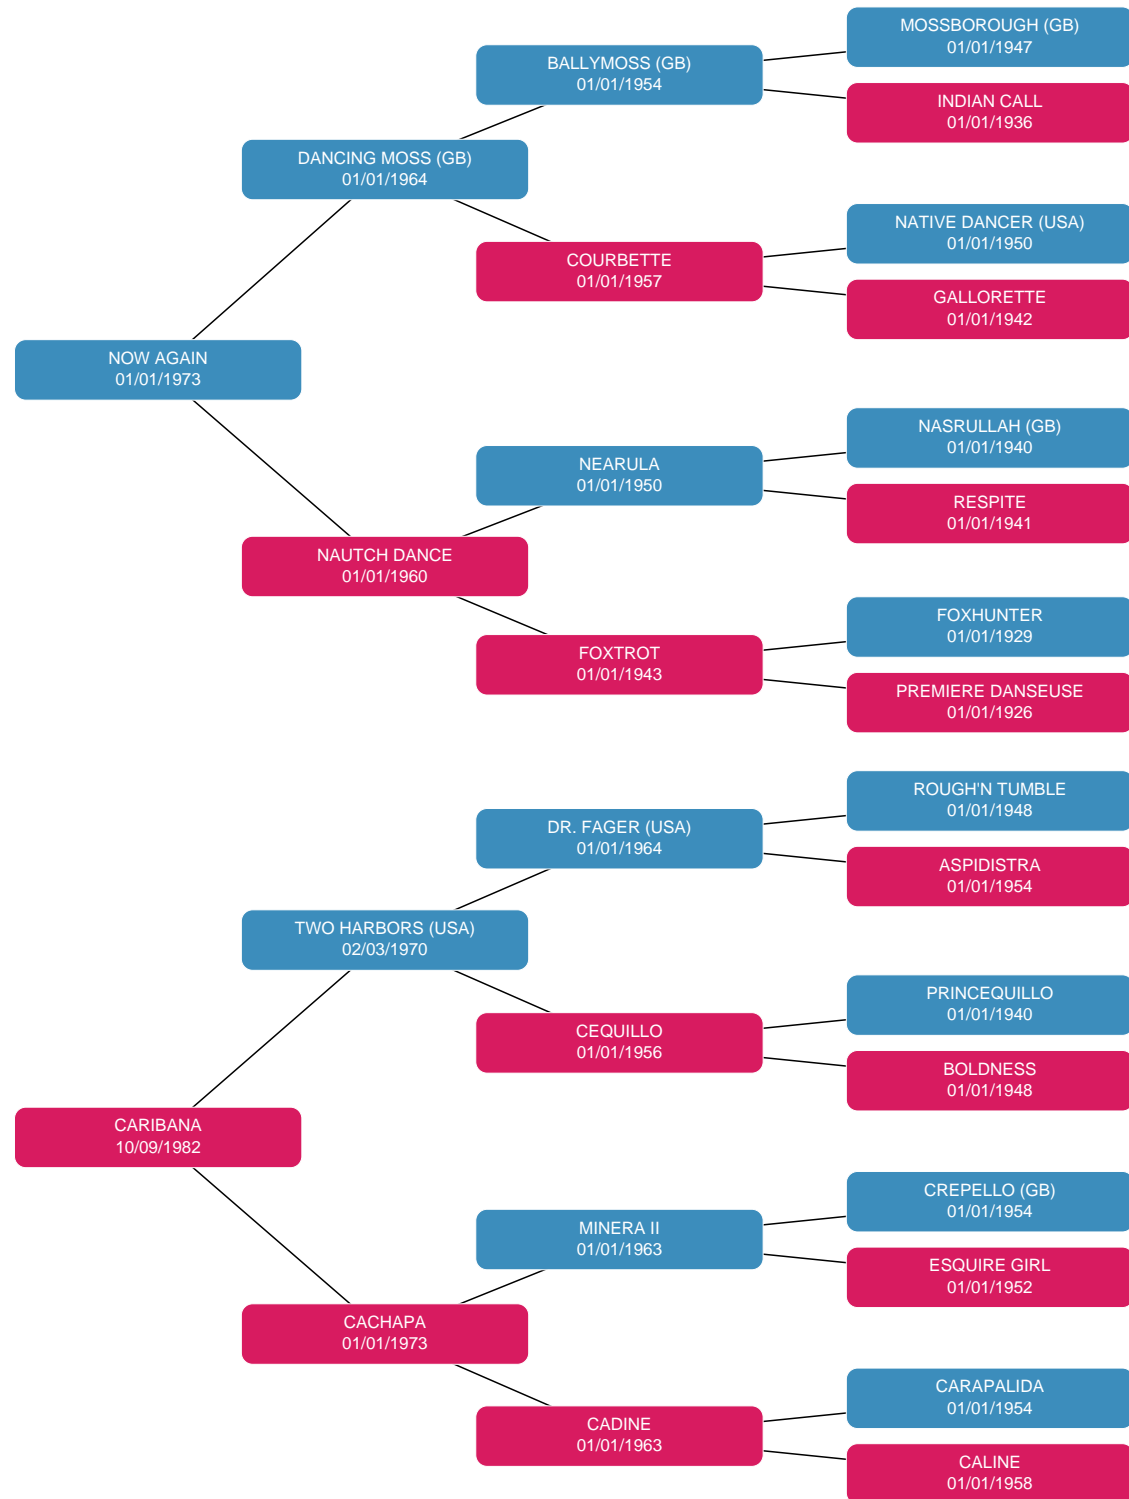 MOSSBOROUGH (GB)
01/01/1947
BALLYMOSS (GB)
01/01/1954
INDIAN CALL
01/01/1936
DANCING MOSS (GB)
01/01/1964
NATIVE DANCER (USA)
01/01/1950
COURBETTE
01/01/1957
GALLORETTE
01/01/1942
NOW AGAIN
01/01/1973
NASRULLAH (GB)
01/01/1940
NEARULA
01/01/1950
RESPITE
01/01/1941
NAUTCH DANCE
01/01/1960
FOXHUNTER
01/01/1929
FOXTROT
01/01/1943
PREMIERE DANSEUSE
01/01/1926
ROUGH'N TUMBLE
01/01/1948
DR. FAGER (USA)
01/01/1964
ASPIDISTRA
01/01/1954
TWO HARBORS (USA)
02/03/1970
PRINCEQUILLO
01/01/1940
CEQUILLO
01/01/1956
BOLDNESS
01/01/1948
CARIBANA
10/09/1982
CREPELLO (GB)
01/01/1954
MINERA II
01/01/1963
ESQUIRE GIRL
01/01/1952
CACHAPA
01/01/1973
CARAPALIDA
01/01/1954
CADINE
01/01/1963
CALINE
01/01/1958